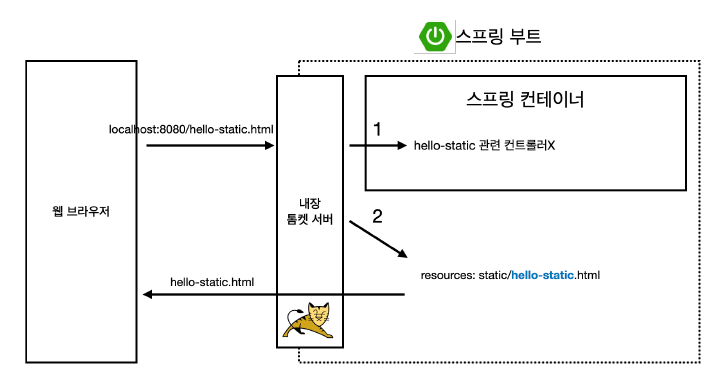 스프링 부트
스프링 컨테이너
localhost:8080/hello-static.html
1
hello-static 관련 컨트롤러X
웹 브라우저
내장
톰켓 서버
2
resources: static/hello-static.html
hello-static.html